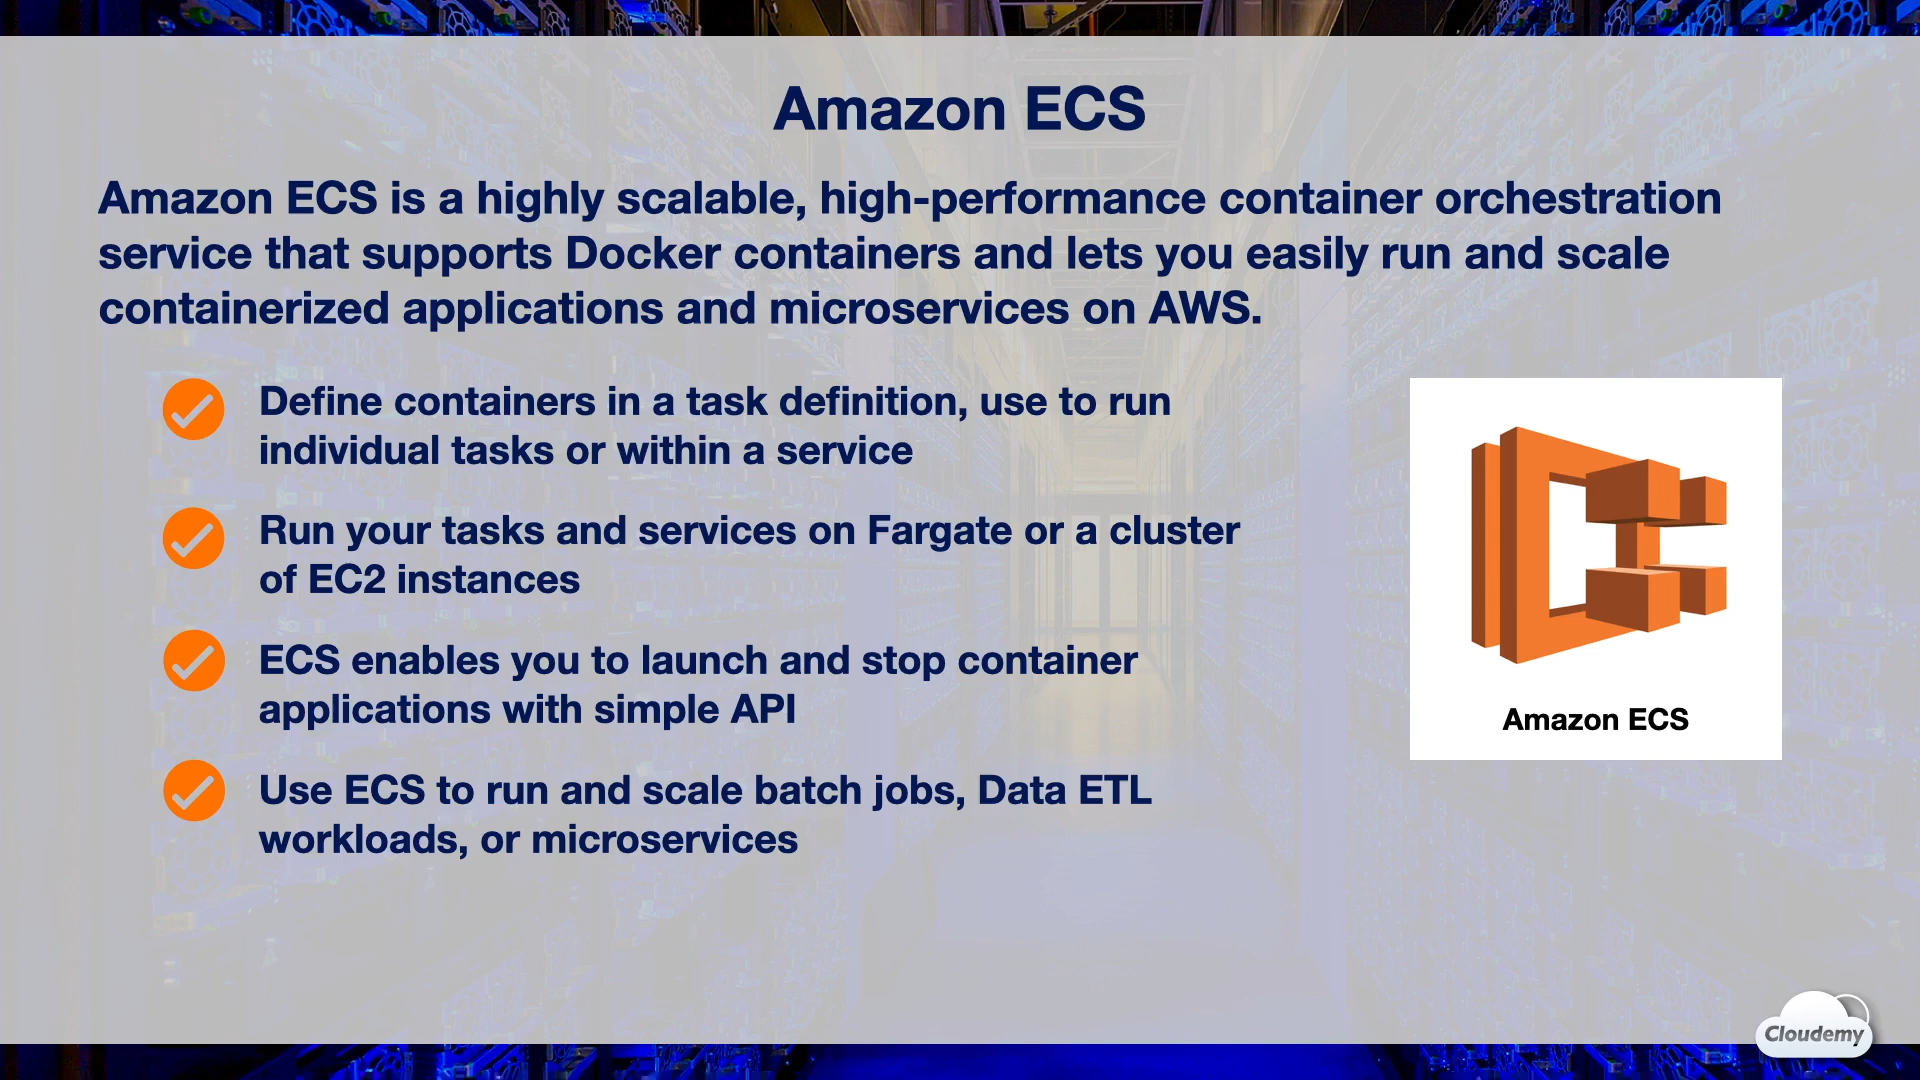 Amazon ECS
Amazon ECS is a highly scalable, high-performance container orchestration
service that supports Docker containers and lets you easily run and scale
containerized applications and microservices on AWS.
Define containers in a task definition, use to run
individual tasks or within a service
Run your tasks and services on Fargate or a cluster
of EC2 instances
ECS enables you to launch and stop container
applications with simple API
Use ECS to run and scale batch jobs, Data ETL
workloads, or microservices
Amazon ECS
Cloudemy